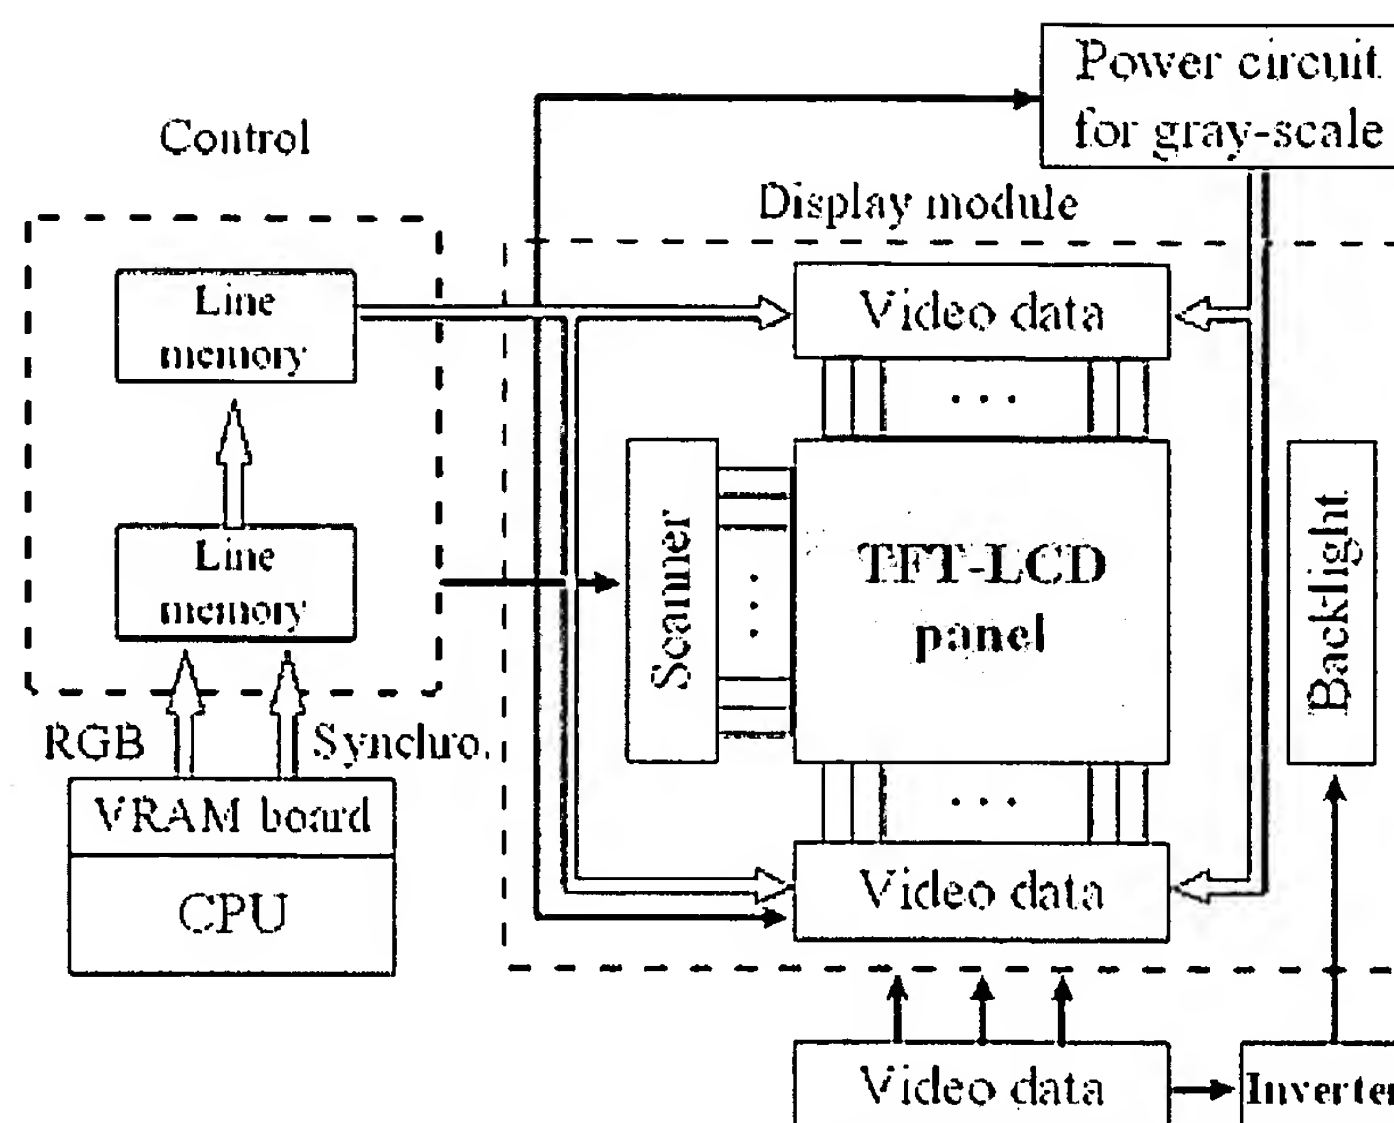 Power circuit
for gray-scale
Control
Display module
Line
memory
Video data
Line
memory
Scanner
TFT-LCD
panel
Backlight
RGB
Synchro.
VRAM board
CPU
Video data
Video data
Inverter